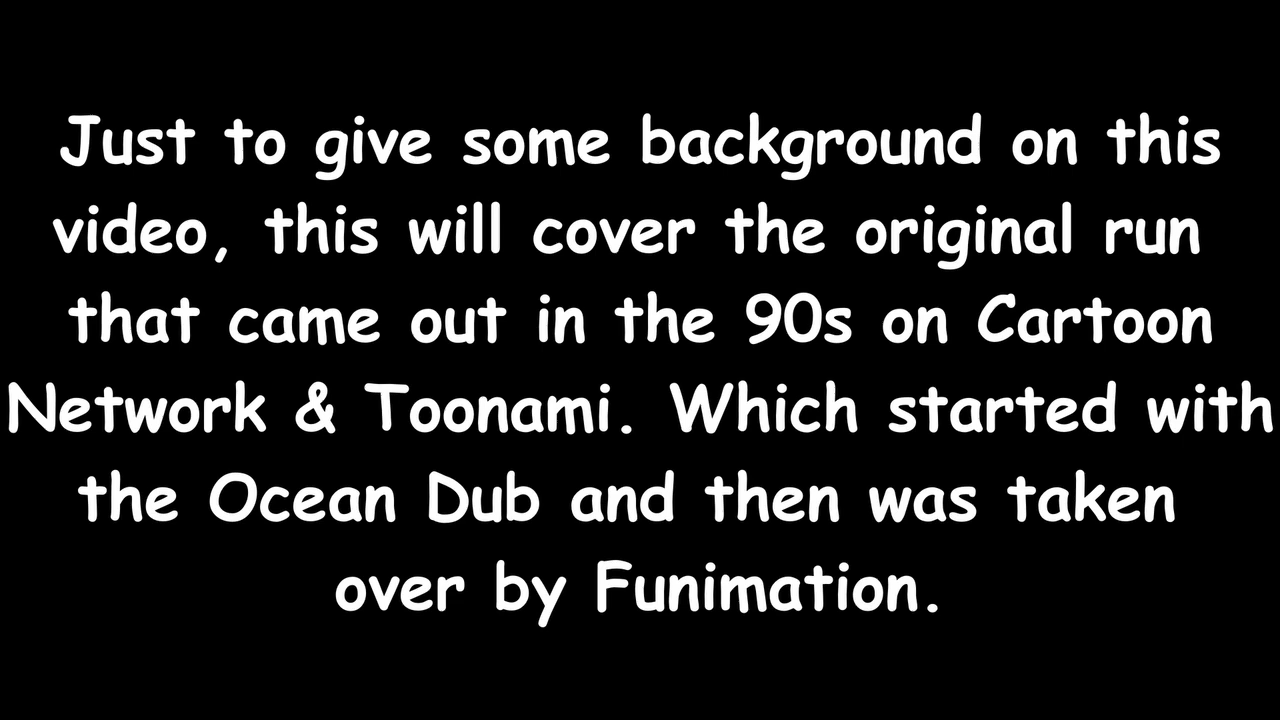 Just to give some background on this
video, this will cover the original run
that came out in the 90s on Cartoon
Network & Toonami. Which started with
the Ocean Dub and then was taken
over by Funimation.